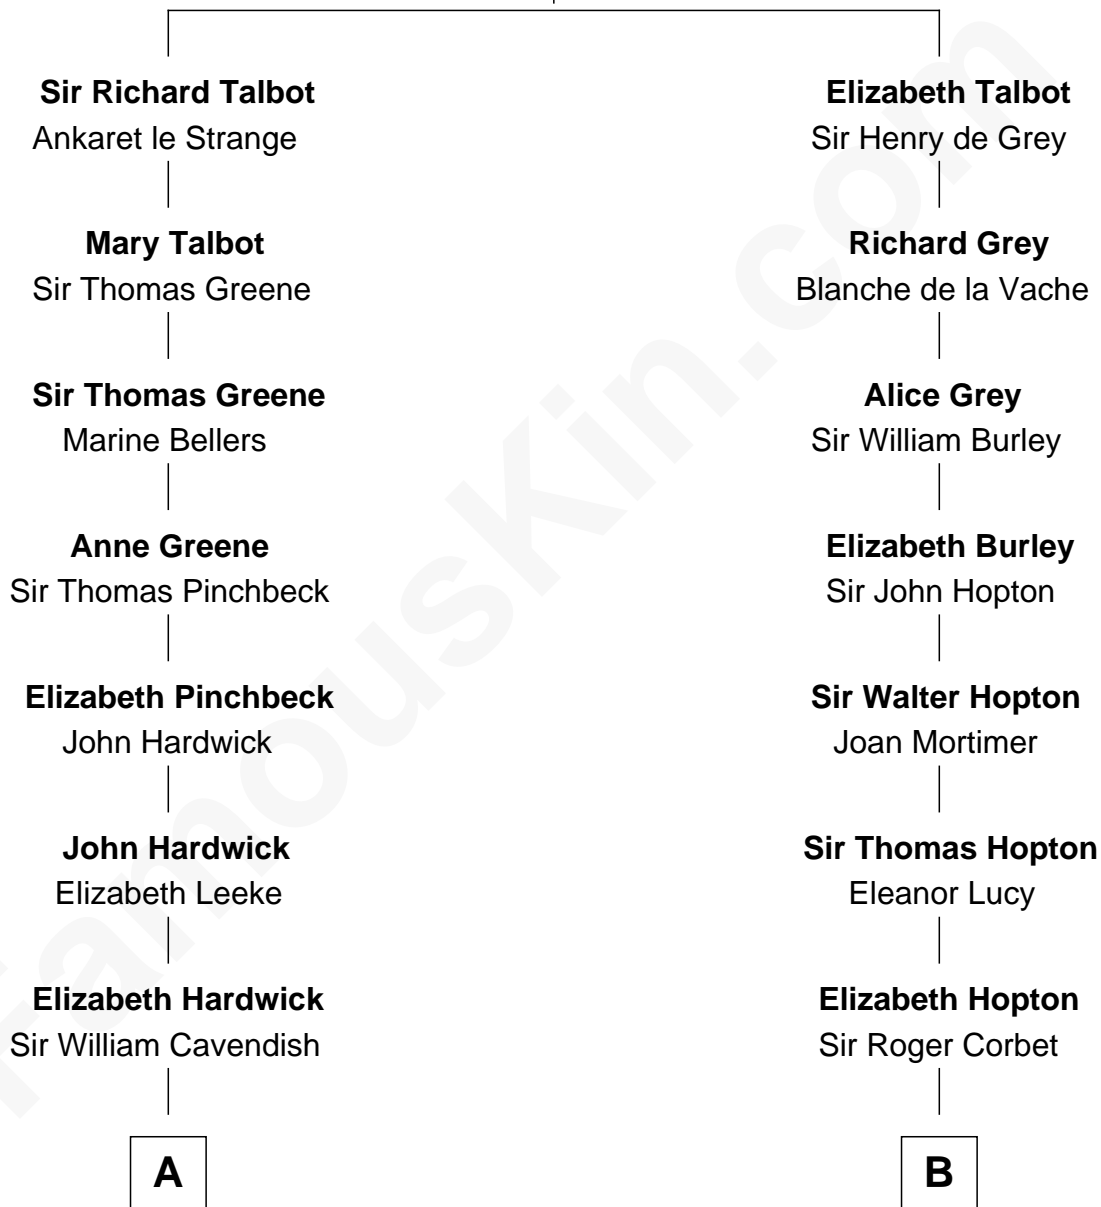 Sir Richard Talbot
Ankaret le Strange
Mary Talbot
Sir Thomas Greene
Sir Thomas Greene
Marine Bellers
Anne Greene
Sir Thomas Pinchbeck
Elizabeth Pinchbeck
John Hardwick
John Hardwick
Elizabeth Leeke
Elizabeth Hardwick
Sir William Cavendish
A
Elizabeth Talbot
Sir Henry de Grey
Richard Grey
Blanche de la Vache
Alice Grey
Sir William Burley
Elizabeth Burley
Sir John Hopton
Sir Walter Hopton
Joan Mortimer
Sir Thomas Hopton
Eleanor Lucy
Elizabeth Hopton
Sir Roger Corbet
B
FamousKin.com